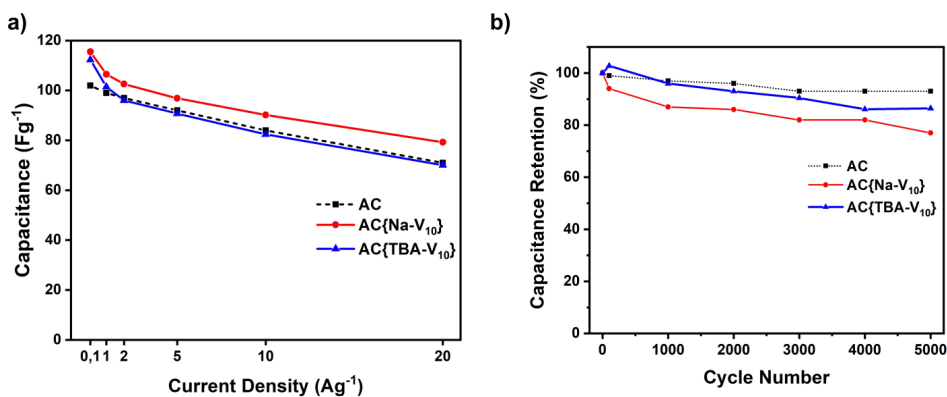 a)
120
100
80
60
40
20
0
0,1 1 2 5 10 20
Capacitance (Fg⁻¹)
Current Density (Ag⁻¹)
AC
AC{Na-V₁₀}
AC{TBA-V₁₀}
b)
100
80
60
40
20
0
0 1000 2000 3000 4000 5000
Capacitance Retention (%)
Cycle Number
AC
AC{Na-V₁₀}
AC{TBA-V₁₀}